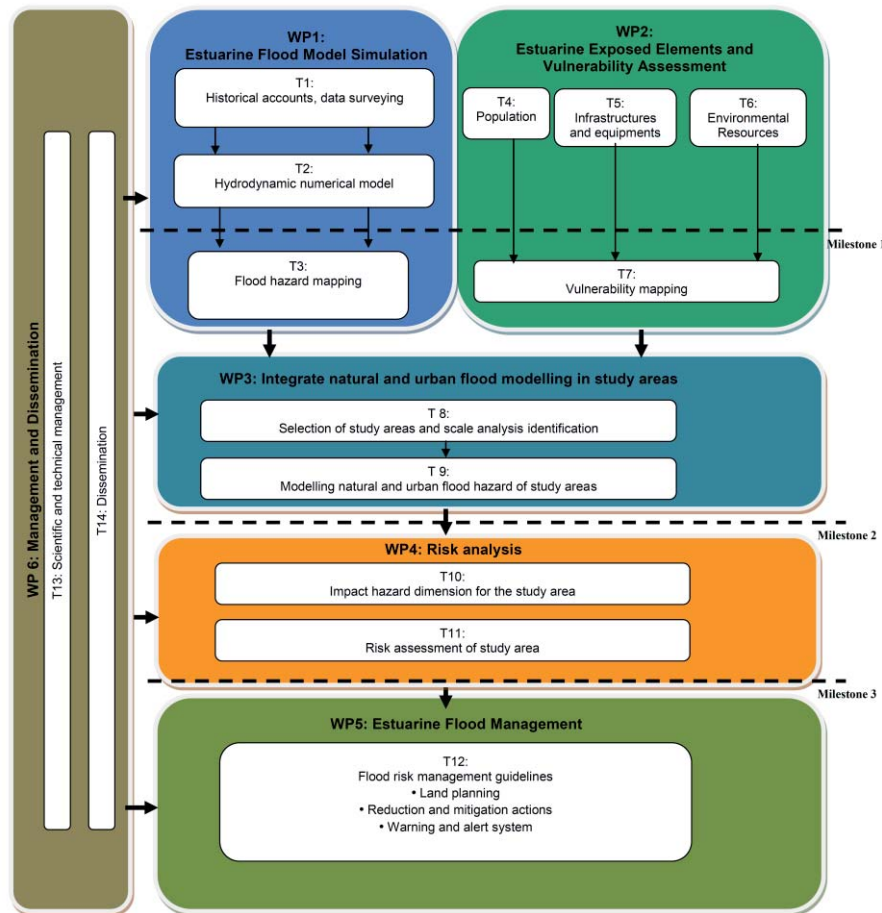 WP1:
Estuarine Flood Model Simulation
T1:
Historical accounts, data surveying
T2:
Hydrodynamic numerical model
T3:
Flood hazard mapping
WP2:
Estuarine Exposed Elements and
Vulnerability Assessment
T4:
Population
T5:
Infrastructures
and equipments
T6:
Environmental
Resources
T7:
Vulnerability mapping
Milestone 1
WP 6: Management and Dissemination
T13: Scientific and technical management
T14: Dissemination
WP3: Integrate natural and urban flood modelling in study areas
T 8:
Selection of study areas and scale analysis identification
T 9:
Modelling natural and urban flood hazard of study areas
Milestone 2
WP4: Risk analysis
T10:
Impact hazard dimension for the study area
T11:
Risk assessment of study area
Milestone 3
WP5: Estuarine Flood Management
T12:
Flood risk management guidelines
• Land planning
• Reduction and mitigation actions
• Warning and alert system